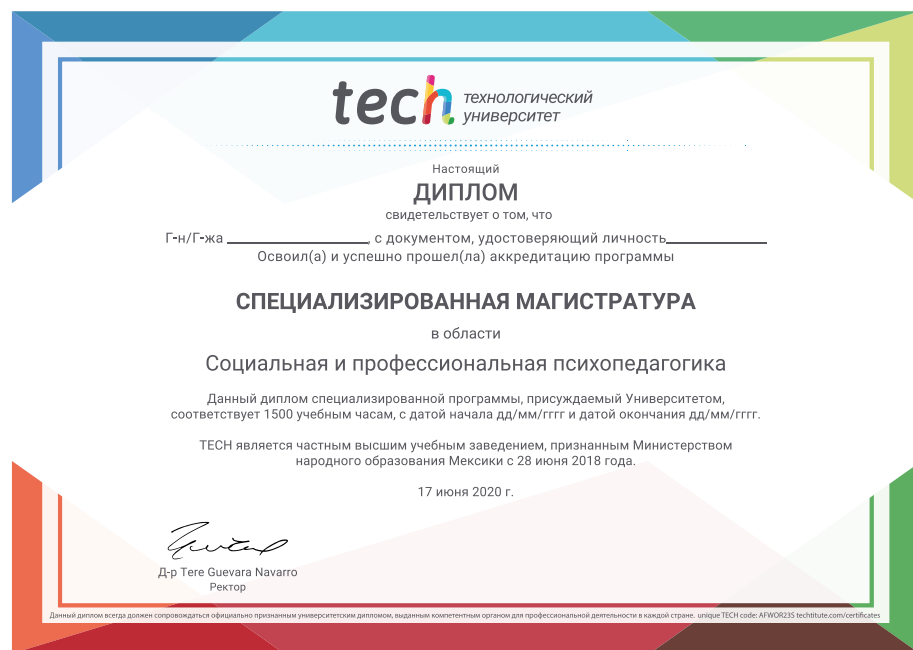 tech технологический
университет
Настоящий
ДИПЛОМ
свидетельствует о том, что
Г-н/Г-жа ____________, с документом, удостоверяющий личность____________
Освоил(а) и успешно прошел(ла) аккредитацию программы
СПЕЦИАЛИЗИРОВАННАЯ МАГИСТРАТУРА
в области
Социальная и профессиональная психопедагогика
Данный диплом специализированной программы, присуждаемый Университетом,
соответствует 1500 учебным часам, с датой начала дд/мм/гггг и датой окончания дд/мм/гггг.
TECH является частным высшим учебным заведением, признанным Министерством
народного образования Мексики с 28 июня 2018 года.
17 июня 2020 г.
Д-р Tere Guevara Navarro
Ректор
Данный диплом всегда должен сопровождаться официально признанным университетским дипломом, выданным компетентным органом для профессиональной деятельности в каждой стране. unique TECH code: AFWOR23S techtitute.com/certificates